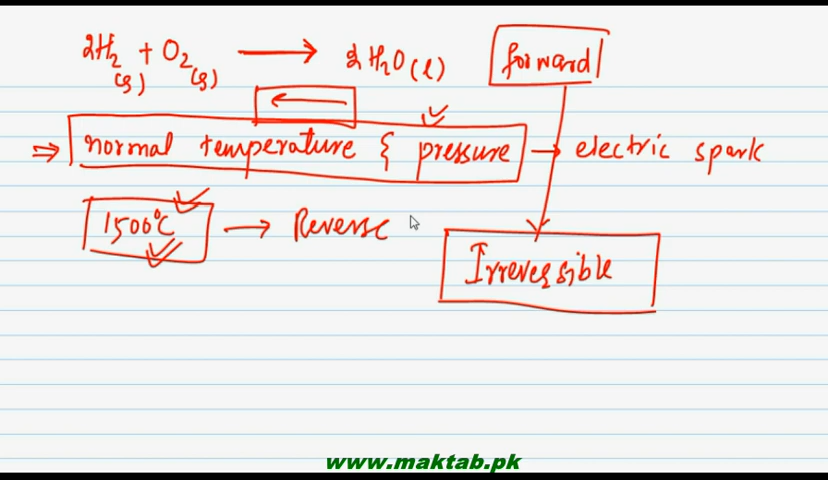 2H₂(g) + O₂(g) ⟶ 2H₂O(l) forward
←
⇒ normal temperature & pressure → electric spark
1500°C → Reverse
Irreversible
www.maktab.pk